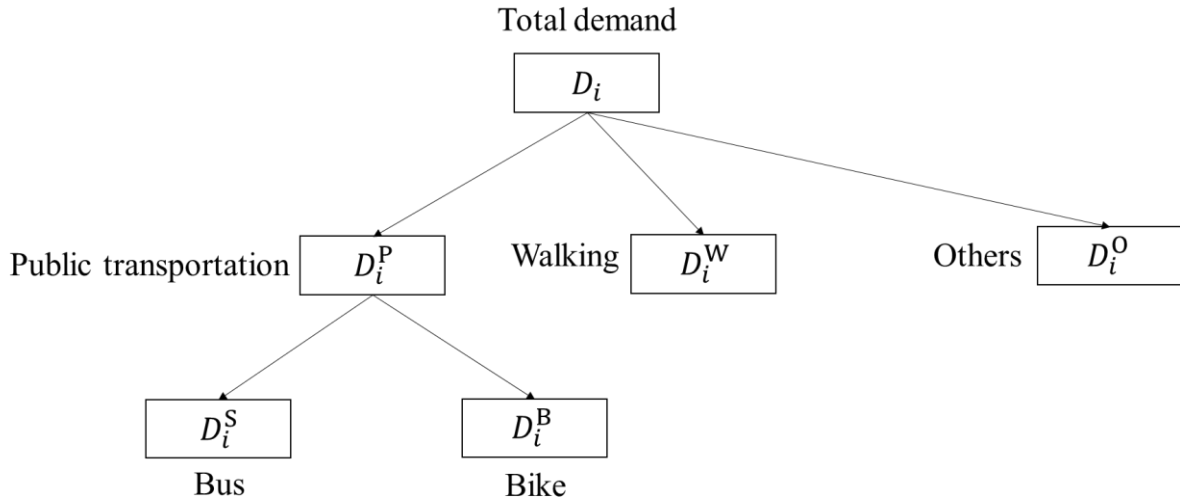 Total demand
D_i
Public transportation
D_i^P
Walking
D_i^W
Others
D_i^O
D_i^S
D_i^B
Bus
Bike